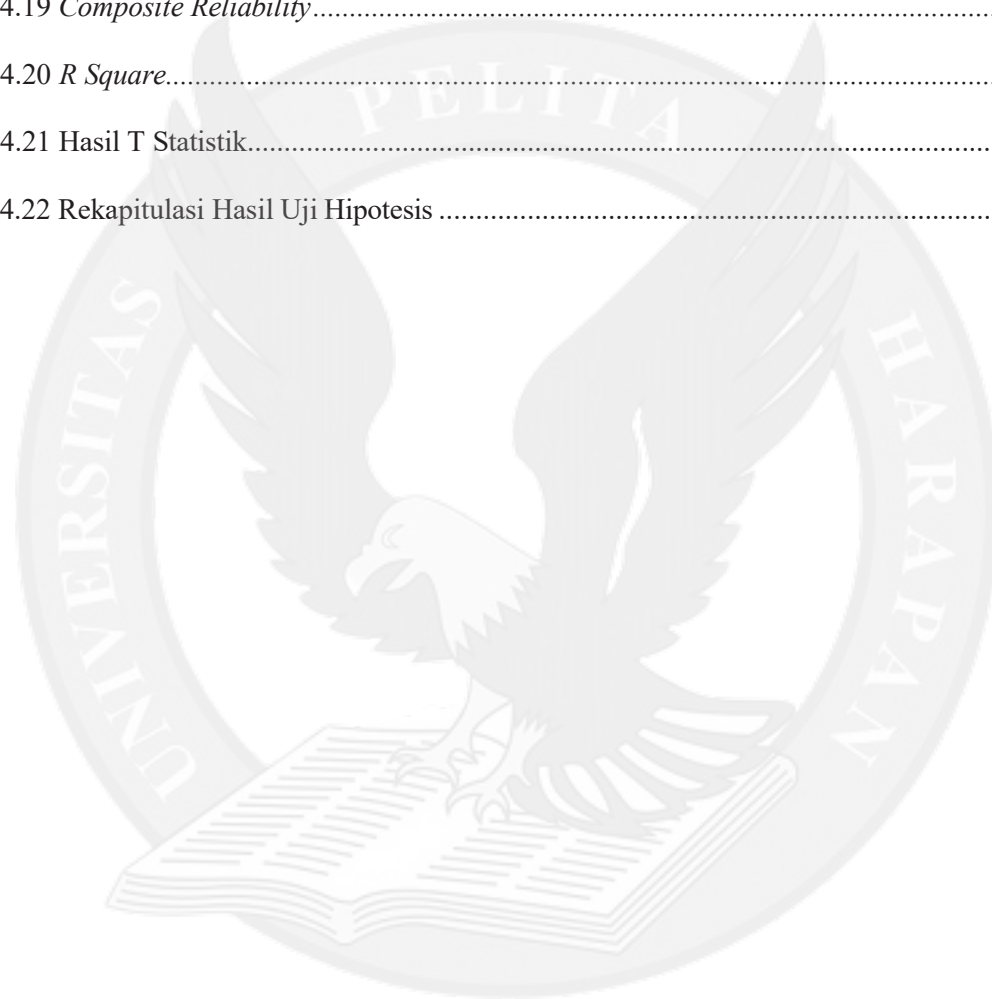 4.19 Composite Reliability..........................................................................................
4.20 R Square..............................................................................................................
4.21 Hasil T Statistik...................................................................................................
4.22 Rekapitulasi Hasil Uji Hipotesis ..........................................................................
UNIVERSITAS PELITA HARAPAN